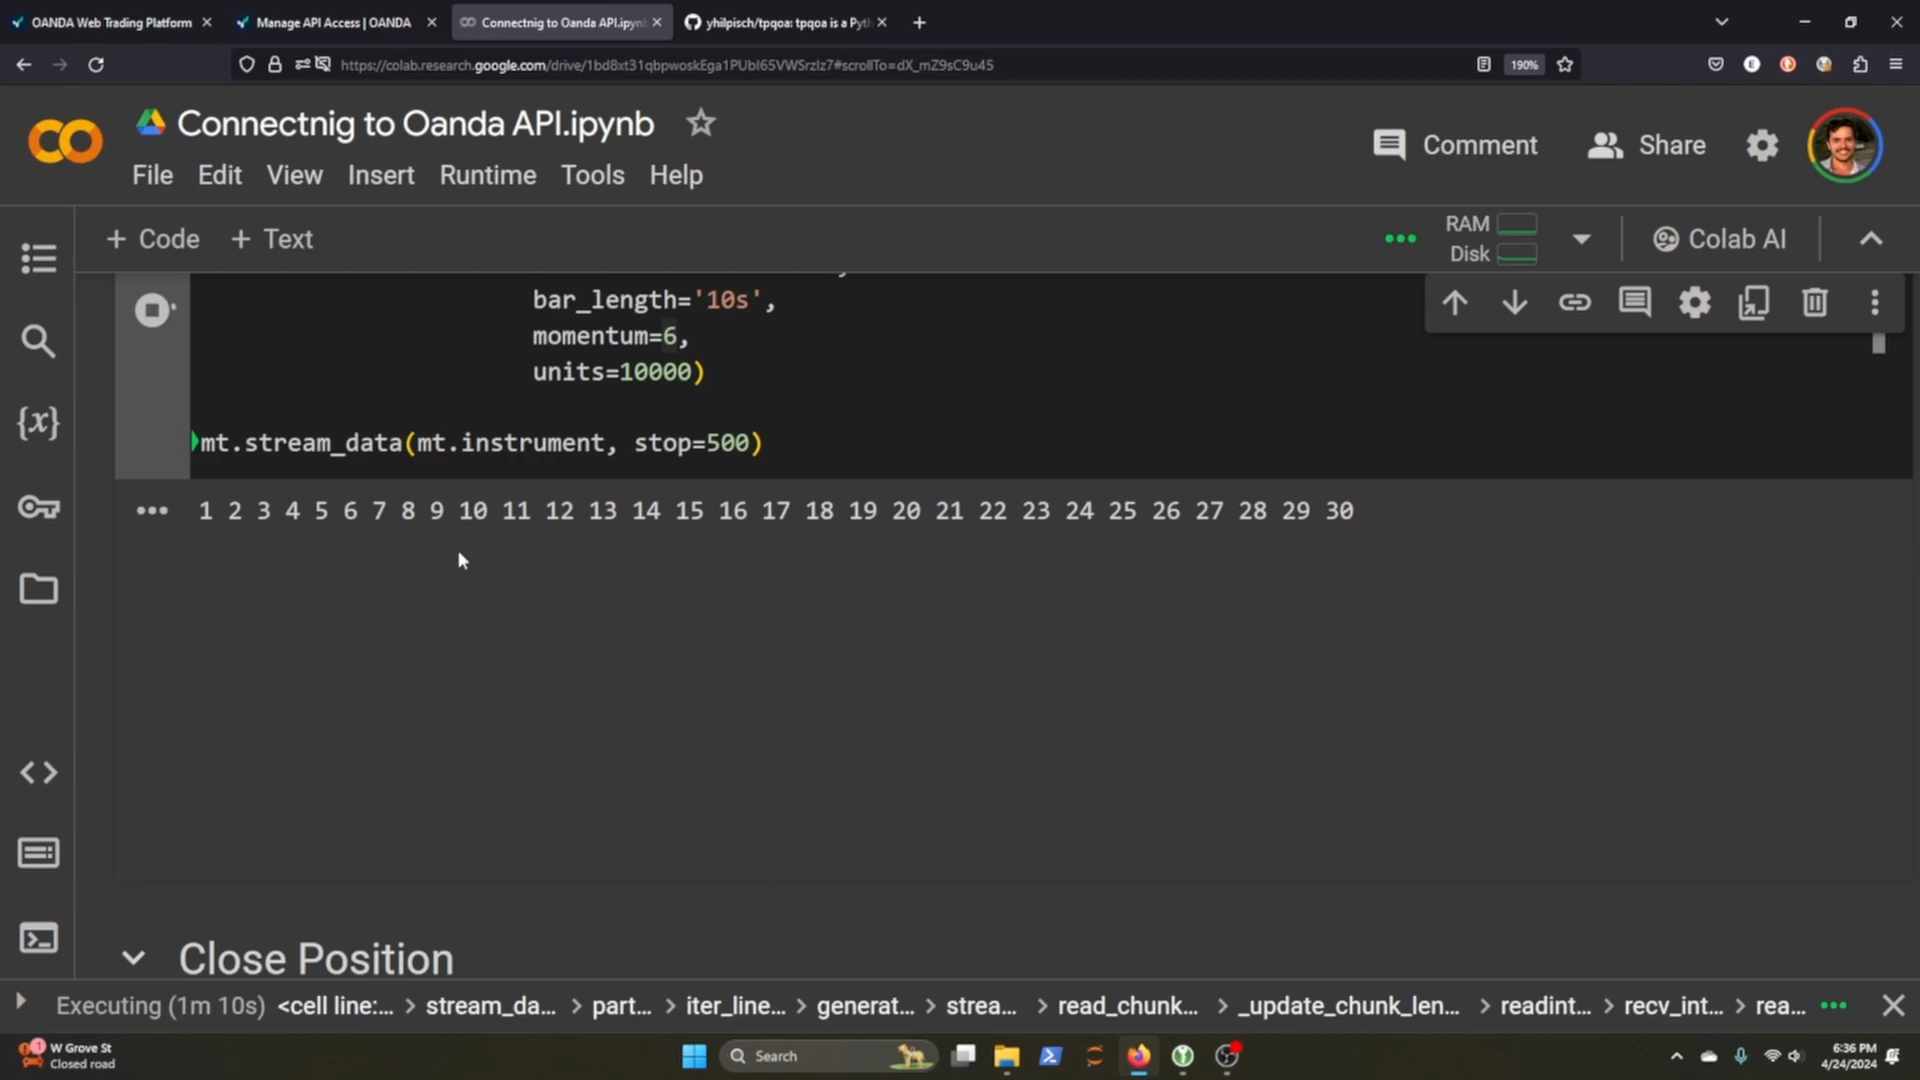 OANDA Web Trading Platform
Manage API Access | OANDA
Connectnig to Oanda API.ipynb
yhilpisch/tpqoa: tpqoa is a Pyth
https://colab.research.google.com/drive/1bd8xt31qbpwoskEga1PUbI65VWSrzIz7#scrollTo=dX_mZ9sC9u45
190%
Connectnig to Oanda API.ipynb
Comment
Share
File Edit View Insert Runtime Tools Help
+ Code + Text
RAM
Disk
Colab AI
bar_length='10s',
momentum=6,
units=10000)
mt.stream_data(mt.instrument, stop=500)
1 2 3 4 5 6 7 8 9 10 11 12 13 14 15 16 17 18 19 20 21 22 23 24 25 26 27 28 29 30
Close Position
Executing (1m 10s) <cell line:... > stream_da... > part... > iter_line... > generat... > strea... > read_chunk... > _update_chunk_len... > readint... > recv_int... > rea...
1
W Grove St
Closed road
Search
6:36 PM
4/24/2024